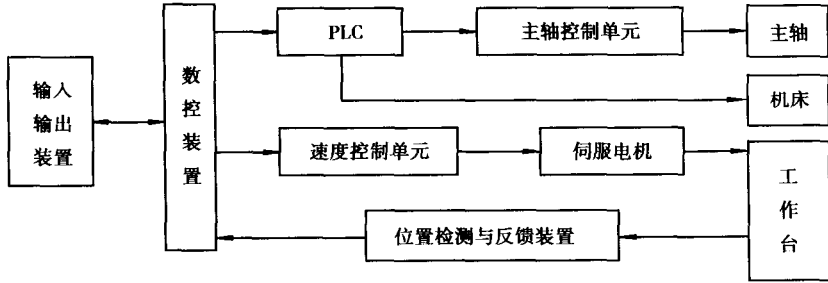 输入
输出
装置
数
控
装
置
PLC
主轴控制单元
主轴
机床
速度控制单元
伺服电机
工
作
台
位置检测与反馈装置